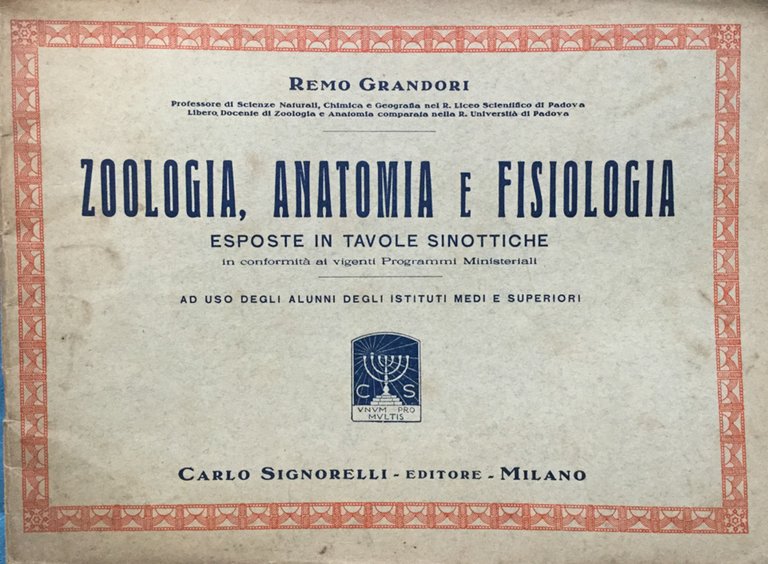 REMO GRANDORI
Professore di Scienze Naturali, Chimica e Geografia nel R. Liceo Scientifico di Padova
Libero Docente di Zoologia e Anatomia comparata nella R. Università di Padova
ZOOLOGIA, ANATOMIA E FISIOLOGIA
ESPOSTE IN TAVOLE SINOTTICHE
in conformità ai vigenti Programmi Ministeriali
AD USO DEGLI ALUNNI DEGLI ISTITUTI MEDI E SUPERIORI
C S
VNVM PRO
MVLTIS
CARLO SIGNORELLI - EDITORE - MILANO